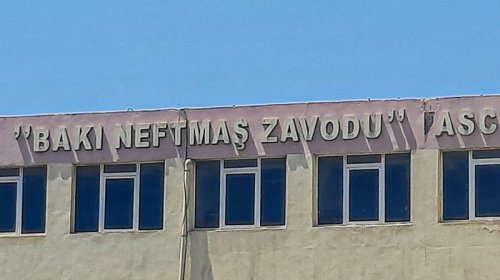 ”BAKI NEFTMAŞ ZAVODU” ASC